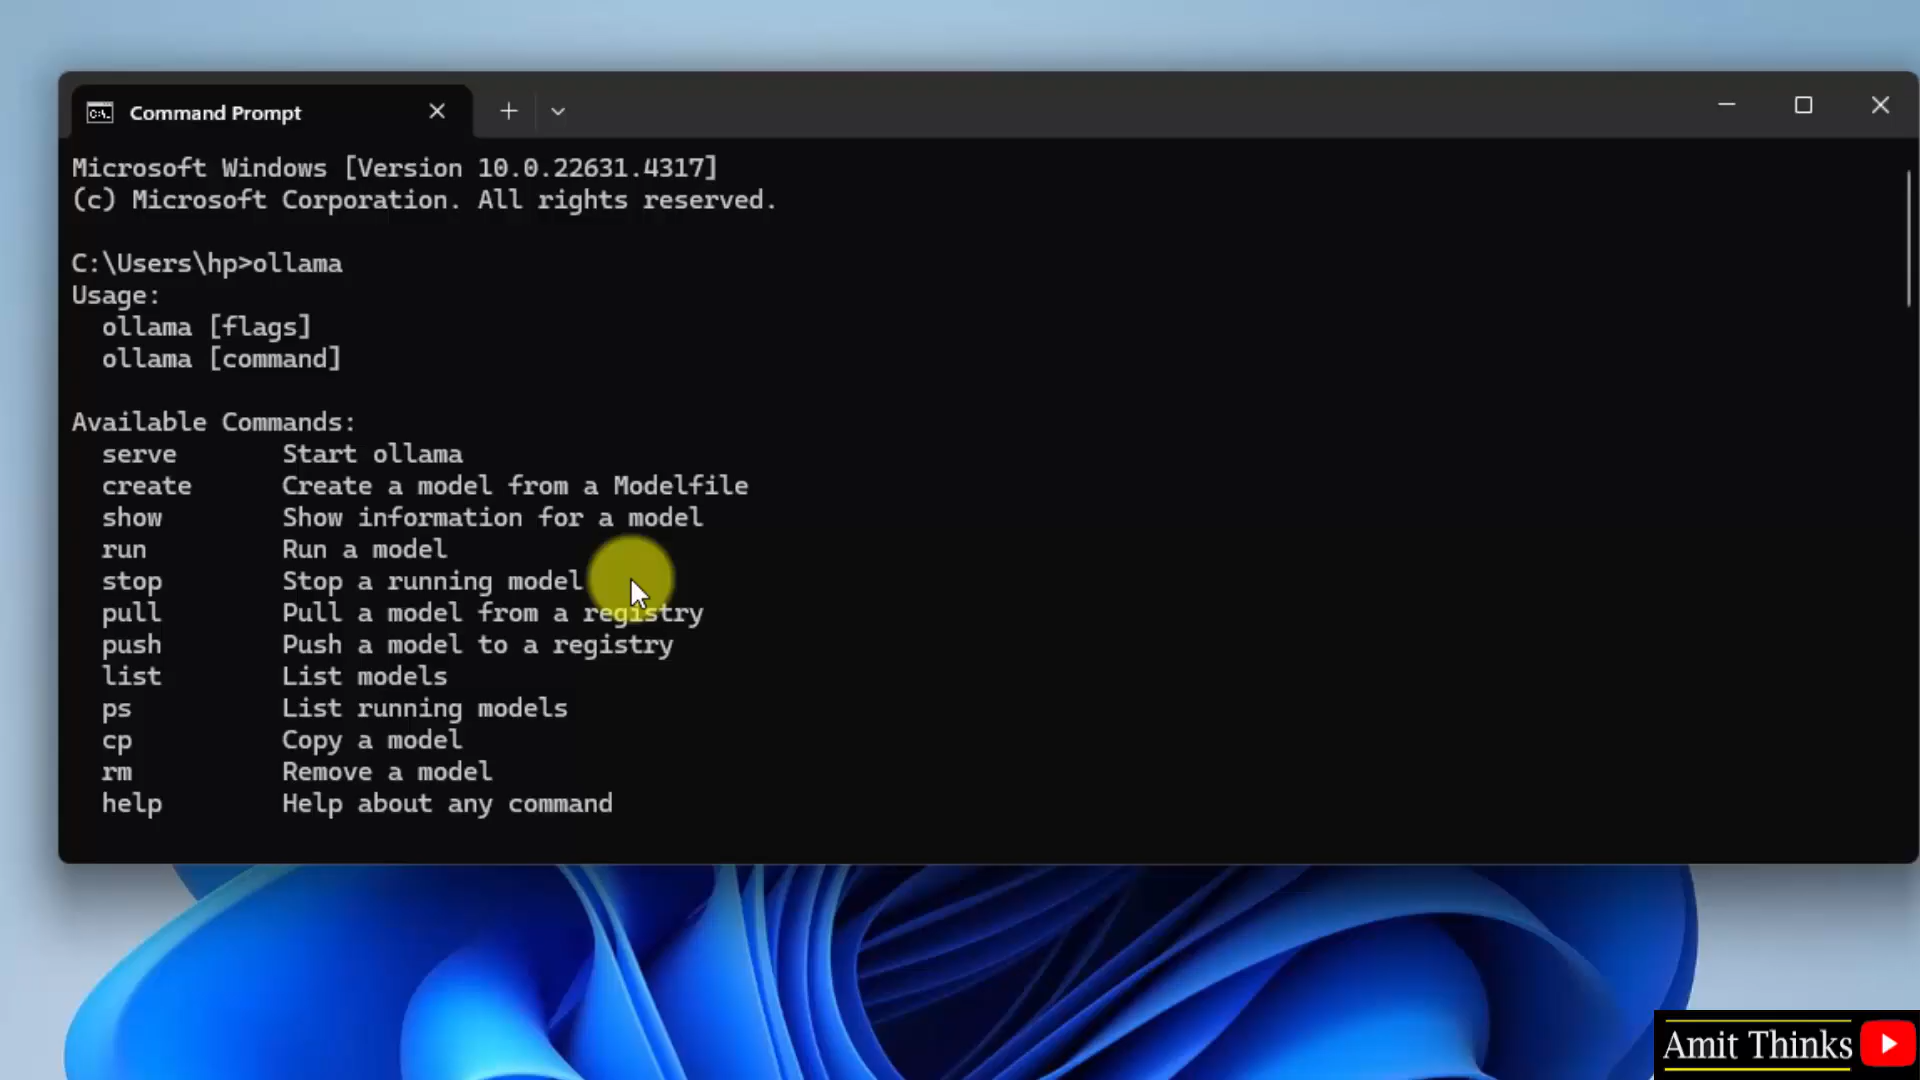 Command Prompt
Microsoft Windows [Version 10.0.22631.4317]
(c) Microsoft Corporation. All rights reserved.
C:\Users\hp>ollama
Usage:
  ollama [flags]
  ollama [command]
Available Commands:
  serve       Start ollama
  create      Create a model from a Modelfile
  show        Show information for a model
  run         Run a model
  stop        Stop a running model
  pull        Pull a model from a registry
  push        Push a model to a registry
  list        List models
  ps          List running models
  cp          Copy a model
  rm          Remove a model
  help        Help about any command
Amit Thinks